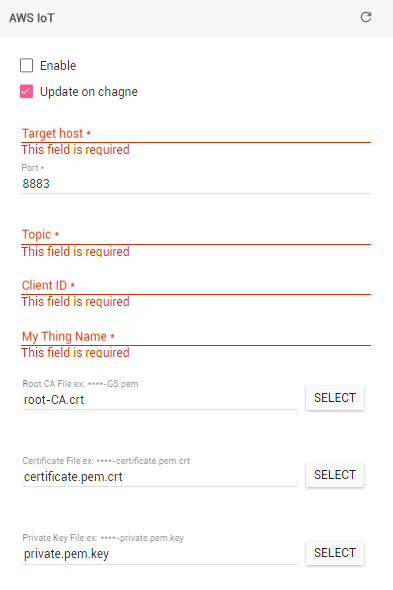 AWS IoT
Enable
Update on chagne
Target host *
This field is required
Port *
8883
Topic *
This field is required
Client ID *
This field is required
My Thing Name *
This field is required
Root CA File ex: ****-G5.pem
root-CA.crt
SELECT
Certificate File ex: ****-certificate.pem.crt
certificate.pem.crt
SELECT
Private Key File ex: ****-private.pem.key
private.pem.key
SELECT